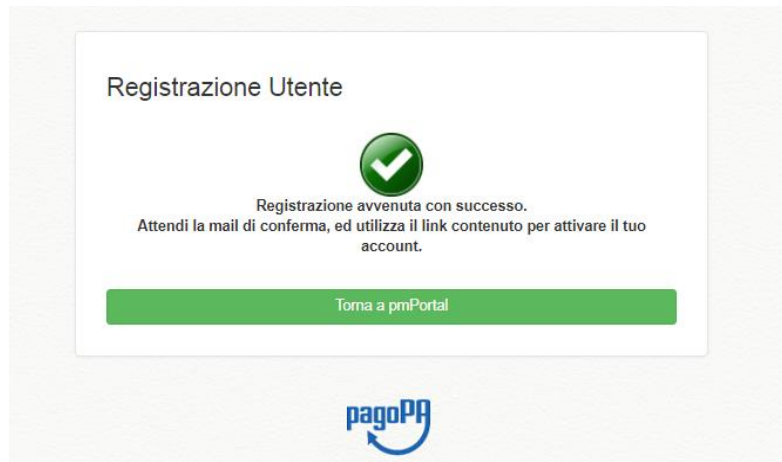 Registrazione Utente
Registrazione avvenuta con successo.
Attendi la mail di conferma, ed utilizza il link contenuto per attivare il tuo
account.
Torna a pmPortal
pagoPA